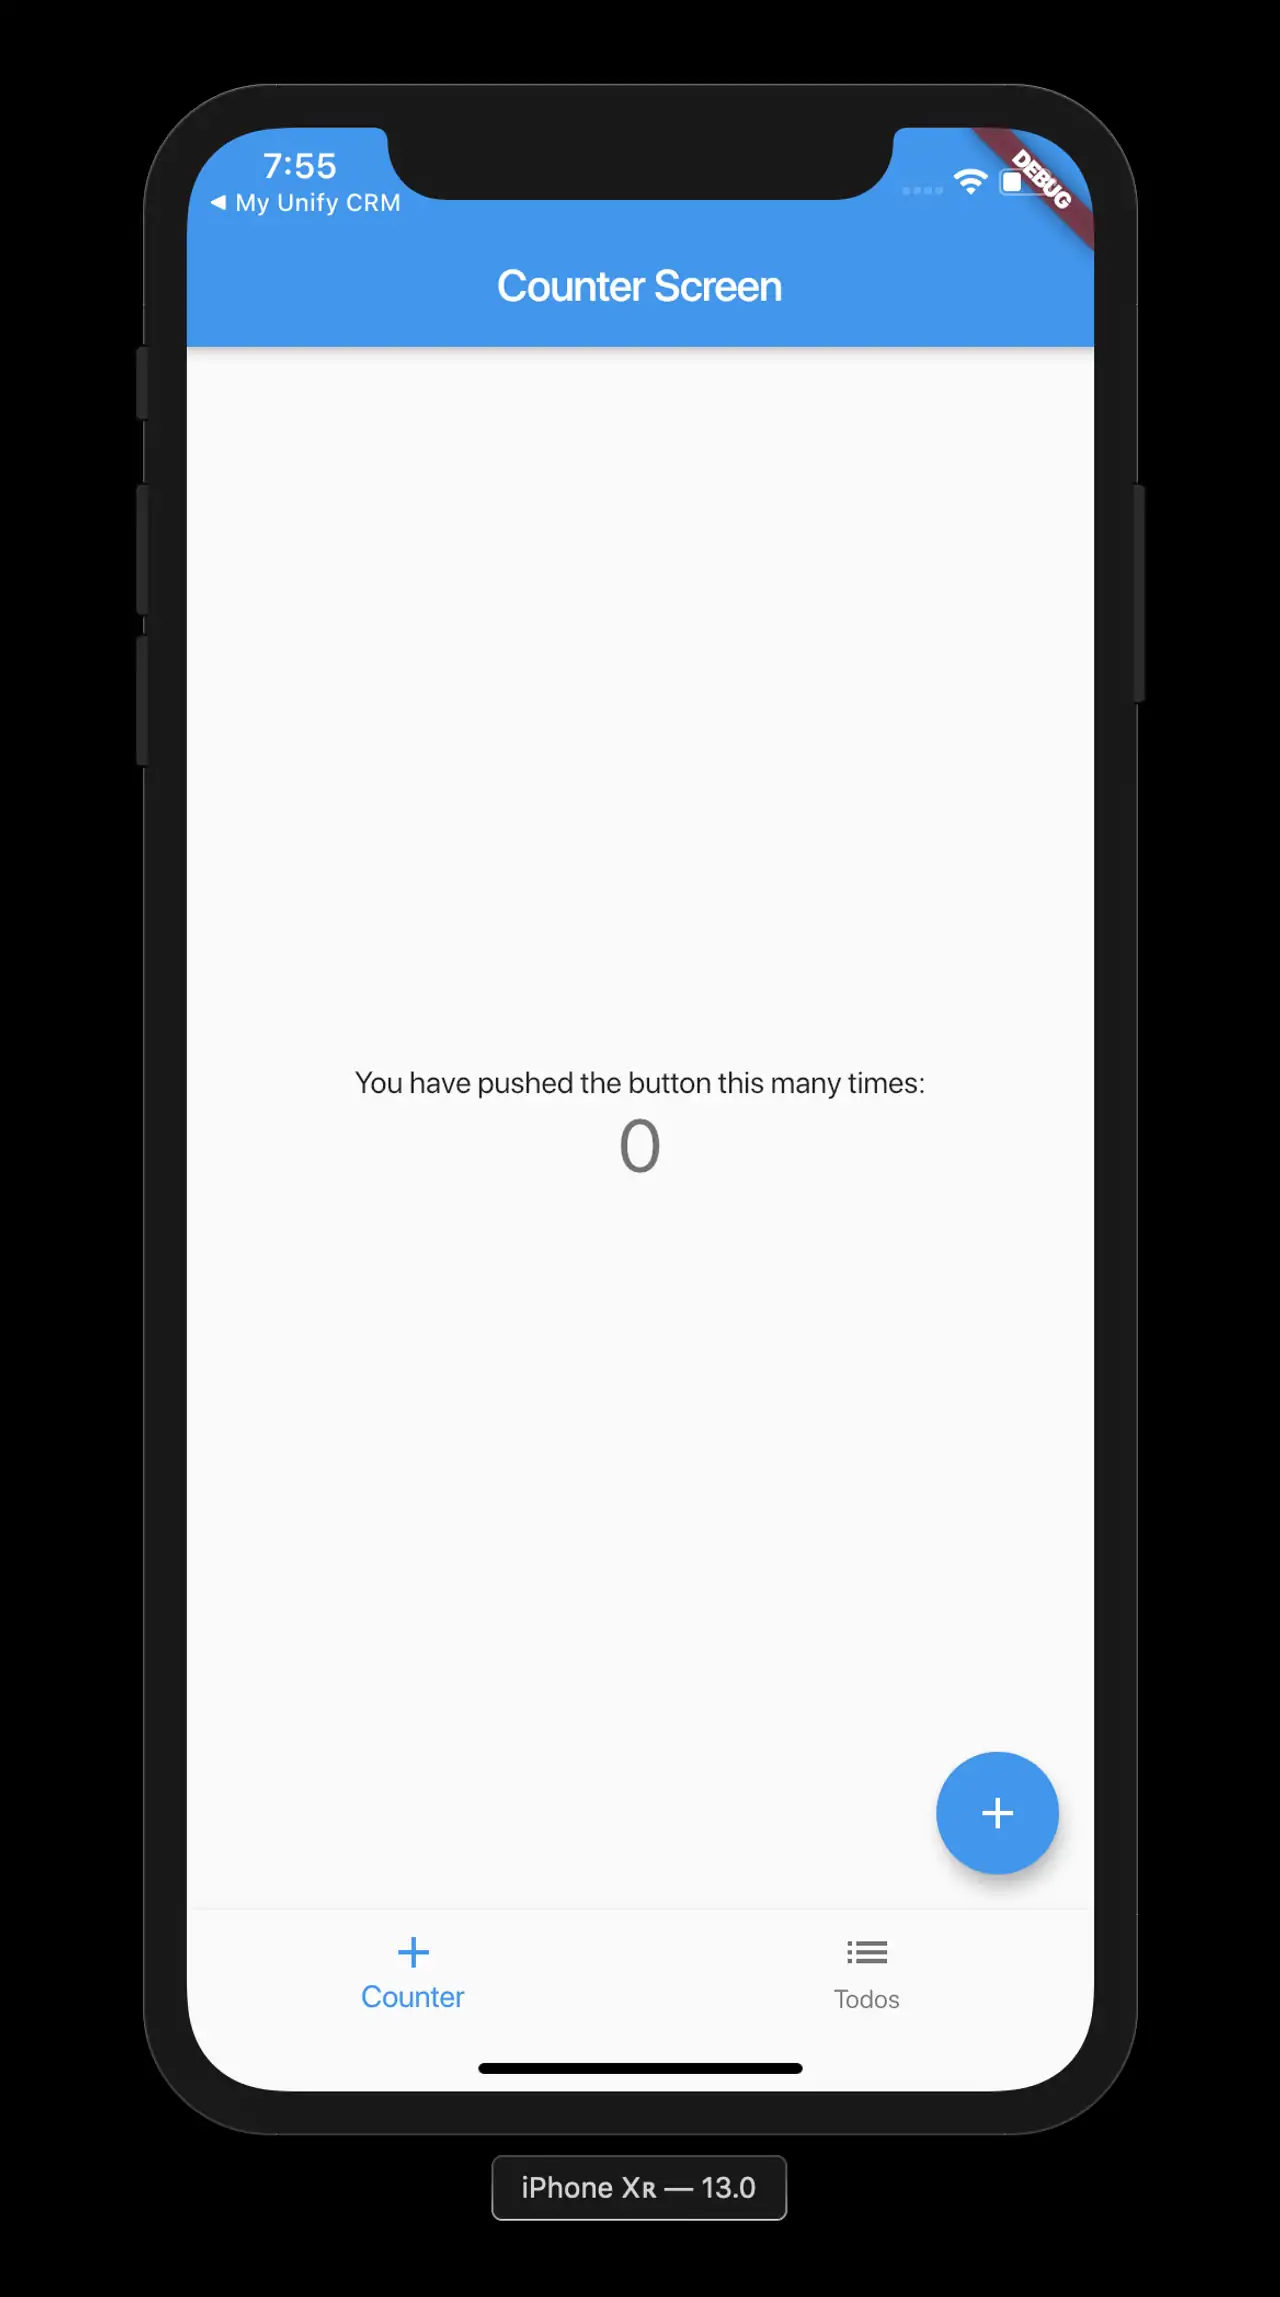 7:55
◀ My Unify CRM
DEBUG
Counter Screen
You have pushed the button this many times:
0
Counter
Todos
iPhone Xʀ — 13.0